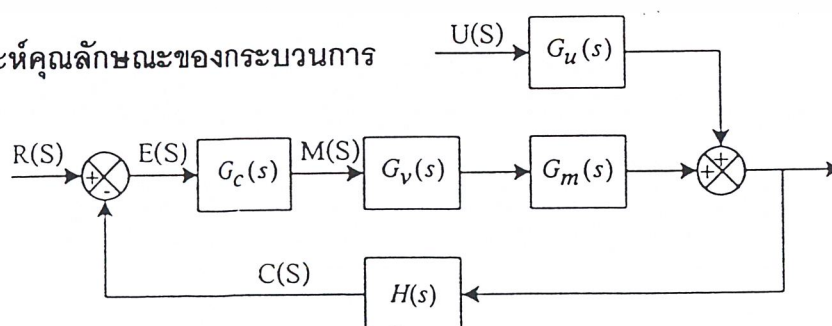 ะห์คุณลักษณะของกระบวนการ
U(S)
G_u(s)
R(S)
+
-
E(S)
G_c(s)
M(S)
G_v(s)
G_m(s)
+
+
C(S)
H(s)